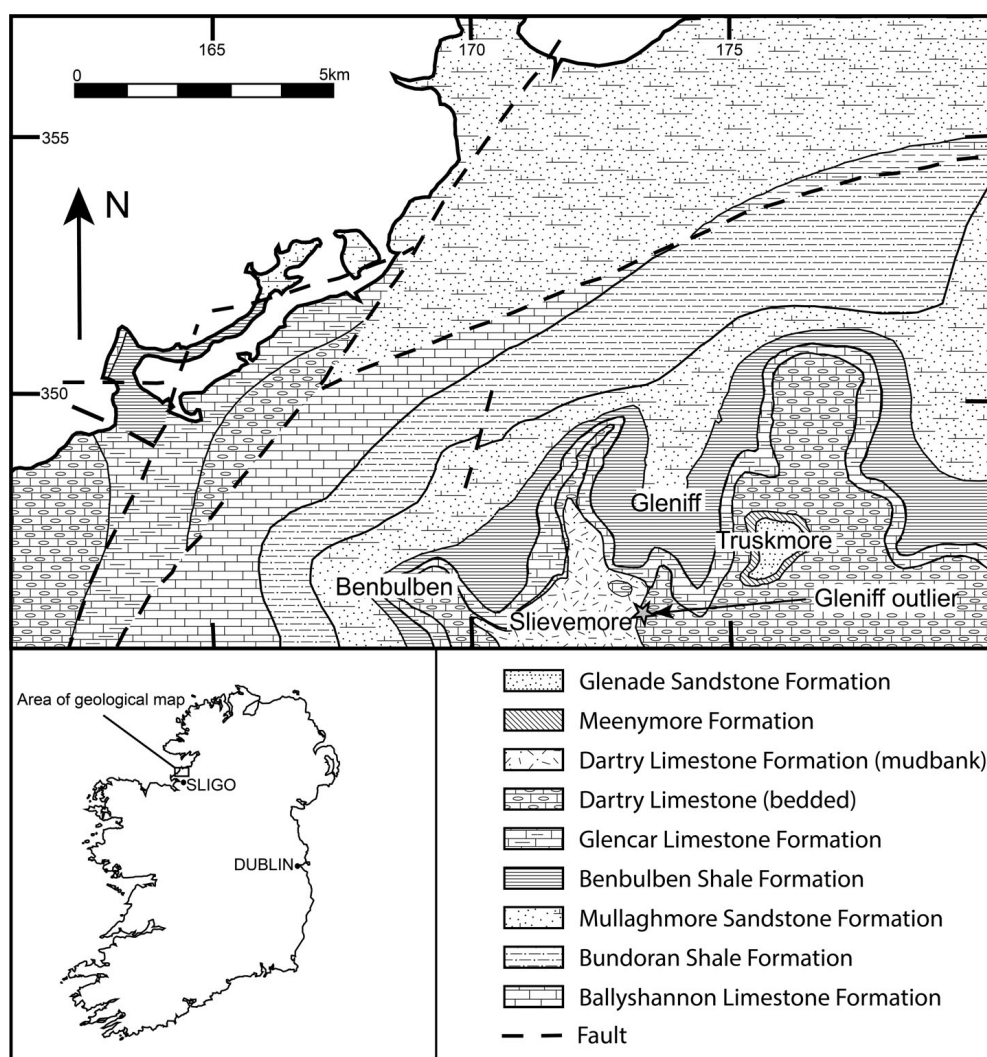 165
170
175
0
5km
355
N
350
Gleniff
Truskmore
Benbulben
Gleniff outlier
Slievemore
Area of geological map
SLIGO
DUBLIN
Glenade Sandstone Formation
Meenymore Formation
Dartry Limestone Formation (mudbank)
Dartry Limestone (bedded)
Glencar Limestone Formation
Benbulben Shale Formation
Mullaghmore Sandstone Formation
Bundoran Shale Formation
Ballyshannon Limestone Formation
Fault